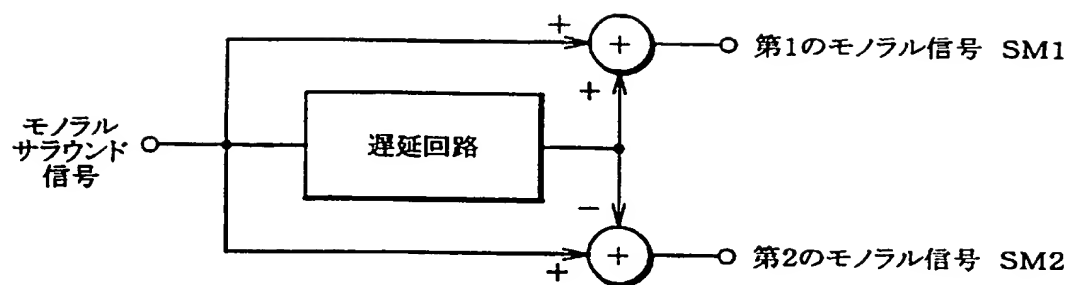 +
+
第1のモノラル信号 SM1
+
モノラル
サラウンド
信号
遅延回路
−
+
第2のモノラル信号 SM2
+